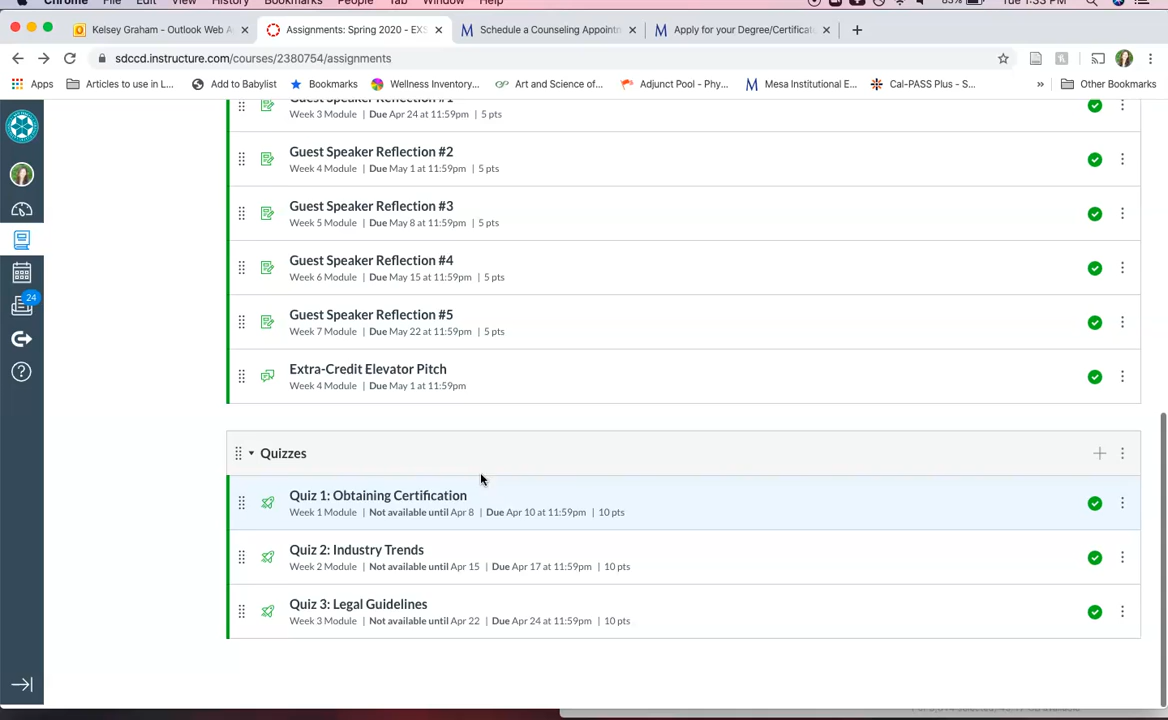 Chrome File Edit View History Bookmarks People Tab Window Help 83% Tue 1:33 PM
Kelsey Graham - Outlook Web A
Assignments: Spring 2020 - EXS
Schedule a Counseling Appointm
Apply for your Degree/Certificat
sdccd.instructure.com/courses/2380754/assignments
Apps Articles to use in L... Add to Babylist Bookmarks Wellness Inventory... Art and Science of... Adjunct Pool - Phy... Mesa Institutional E... Cal-PASS Plus - S... » Other Bookmarks
Guest Speaker Reflection #1
Week 3 Module | Due Apr 24 at 11:59pm | 5 pts
Guest Speaker Reflection #2
Week 4 Module | Due May 1 at 11:59pm | 5 pts
Guest Speaker Reflection #3
Week 5 Module | Due May 8 at 11:59pm | 5 pts
Guest Speaker Reflection #4
Week 6 Module | Due May 15 at 11:59pm | 5 pts
24
Guest Speaker Reflection #5
Week 7 Module | Due May 22 at 11:59pm | 5 pts
Extra-Credit Elevator Pitch
Week 4 Module | Due May 1 at 11:59pm
Quizzes
Quiz 1: Obtaining Certification
Week 1 Module | Not available until Apr 8 | Due Apr 10 at 11:59pm | 10 pts
Quiz 2: Industry Trends
Week 2 Module | Not available until Apr 15 | Due Apr 17 at 11:59pm | 10 pts
Quiz 3: Legal Guidelines
Week 3 Module | Not available until Apr 22 | Due Apr 24 at 11:59pm | 10 pts